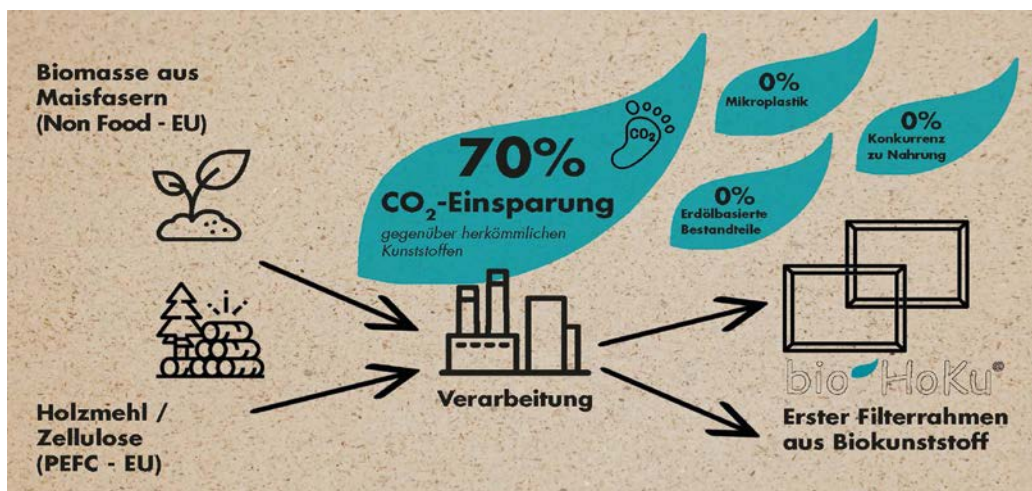 Biomasse aus
Maisfasern
(Non Food - EU)
70%
CO₂-Einsparung
gegenüber herkömmlichen
Kunststoffen
CO₂
0%
Mikroplastik
0%
Konkurrenz
zu Nahrung
0%
Erdölbasierte
Bestandteile
Holzmehl /
Zellulose
(PEFC - EU)
Verarbeitung
bio HoKu®
Erster Filterrahmen
aus Biokunststoff